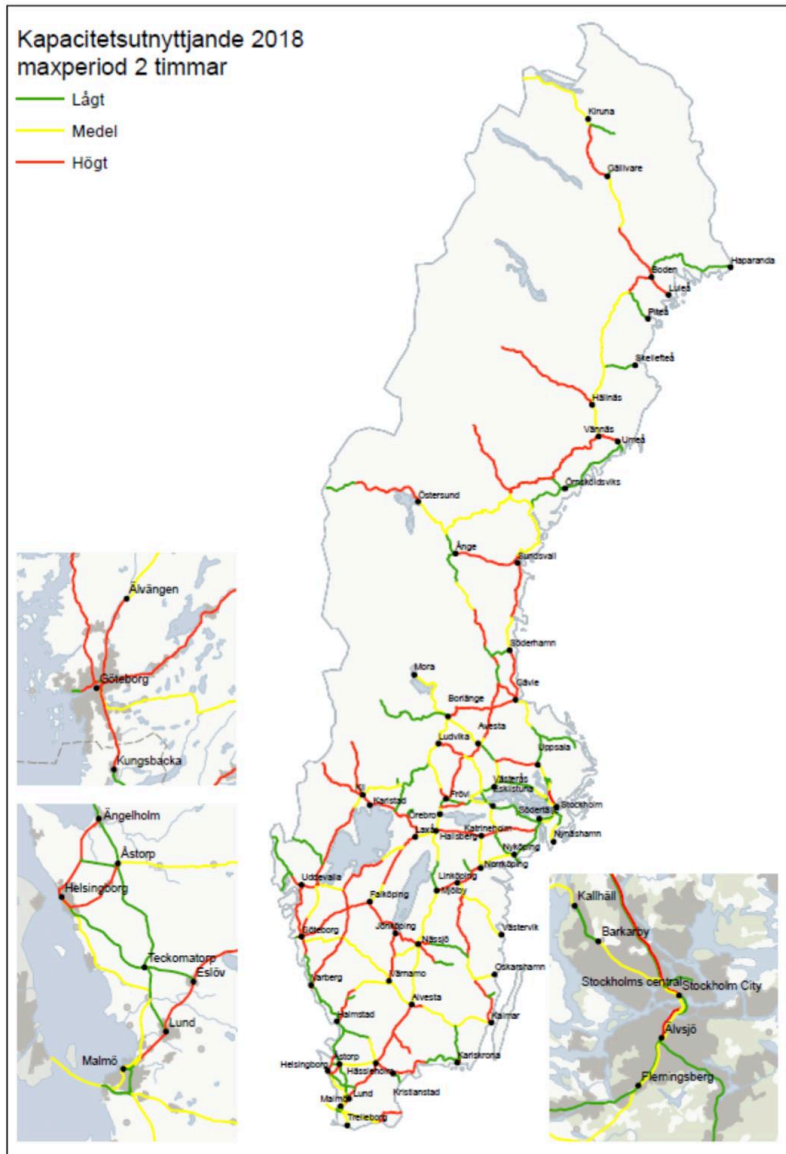 Kapacitetsutnyttjande 2018
maxperiod 2 timmar
Lågt
Medel
Högt
Kiruna
Gällivare
Haparanda
Boden
Luleå
Piteå
Skellefteå
Hällnäs
Vännäs
Umeå
Örnsköldsviks
Östersund
Ånge
Sundsvall
Söderhamn
Mora
Gävle
Borlänge
Avesta
Ludvika
Uppsala
Västerås
Eskilstuna
Frövi
Kil
Karlstad
Örebro
Södertälje
Stockholm
Laxå
Hallsberg
Katrineholm
Nynäshamn
Nyköping
Norrköping
Linköping
Mjölby
Uddevalla
Falköping
Västervik
Göteborg
Jönköping
Nässjö
Oskarshamn
Varberg
Värnamo
Alvesta
Halmstad
Kalmar
Åstorp
Helsingborg
Hässleholm
Karlskrona
Kristianstad
Lund
Malmö
Trelleborg
Älvängen
Göteborg
Kungsbacka
Ängelholm
Åstorp
Helsingborg
Teckomatorp
Eslöv
Lund
Malmö
Kallhäll
Barkarby
Stockholms central
Stockholm City
Älvsjö
Flemingsberg